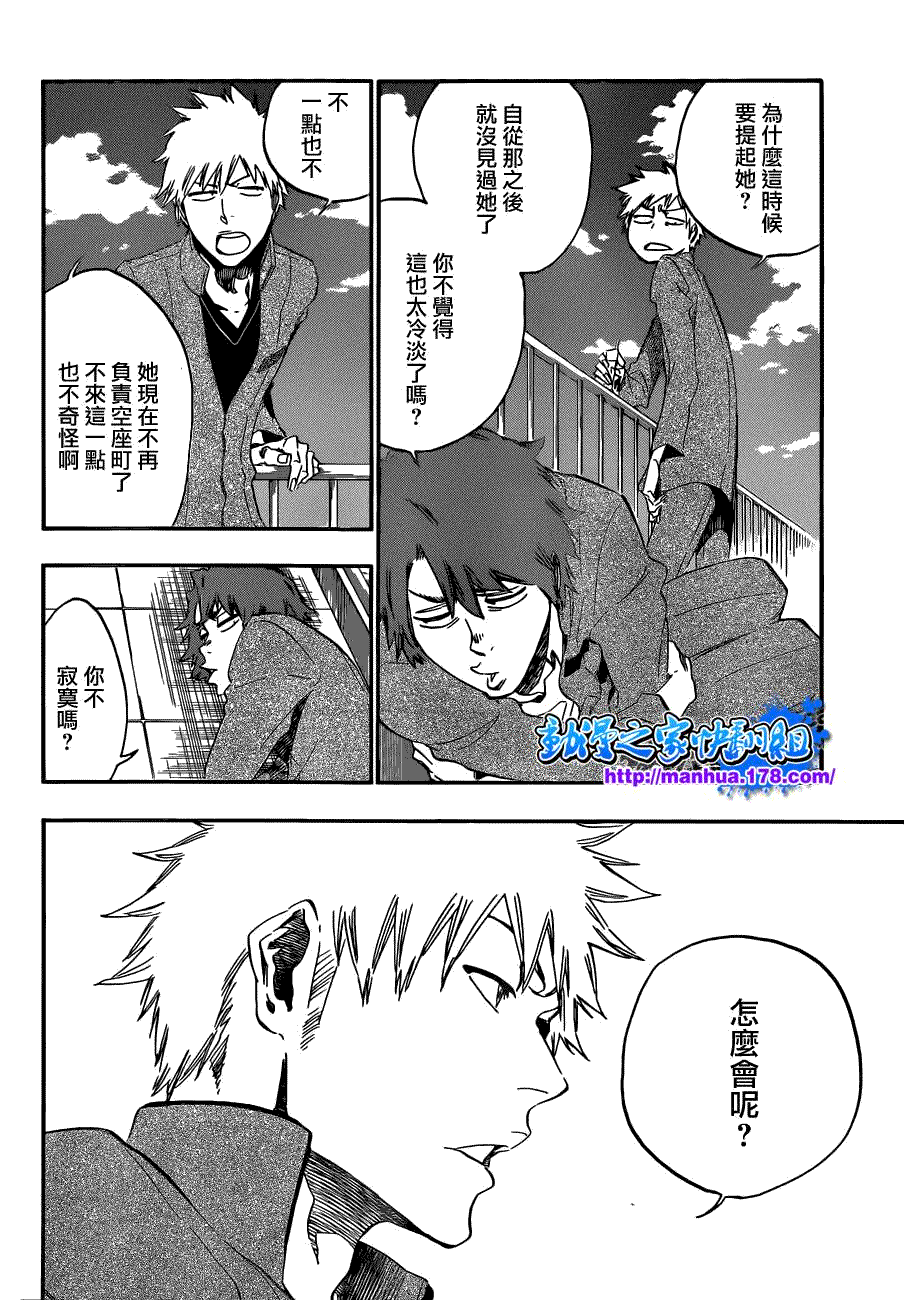 為什麼這時候
要提起她?
自從那之後
就沒見過她了
你不覺得
這也太冷淡了嗎?
不
一點也不
她現在不再
負責空座町了
不來這一點
也不奇怪啊
你不
寂寞嗎?
動漫之家快翻組
http://manhua.178.com/
怎麼會呢?